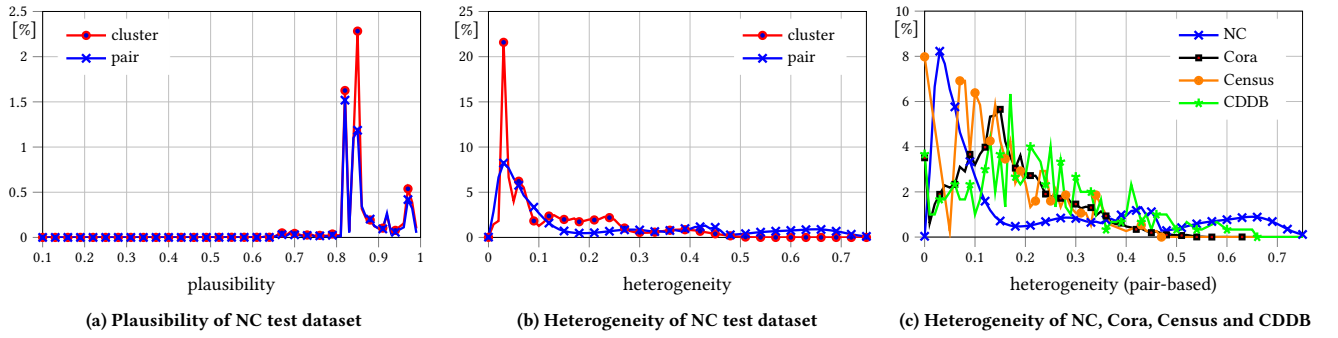 2.5
[%]
2
1.5
1
0.5
0
0.1 0.2 0.3 0.4 0.5 0.6 0.7 0.8 0.9 1
cluster
pair
plausibility
(a) Plausibility of NC test dataset
25
[%]
20
15
10
5
0
0 0.1 0.2 0.3 0.4 0.5 0.6 0.7
cluster
pair
heterogeneity
(b) Heterogeneity of NC test dataset
10
[%]
8
6
4
2
0
0 0.1 0.2 0.3 0.4 0.5 0.6 0.7
NC
Cora
Census
CDDB
heterogeneity (pair-based)
(c) Heterogeneity of NC, Cora, Census and CDDB